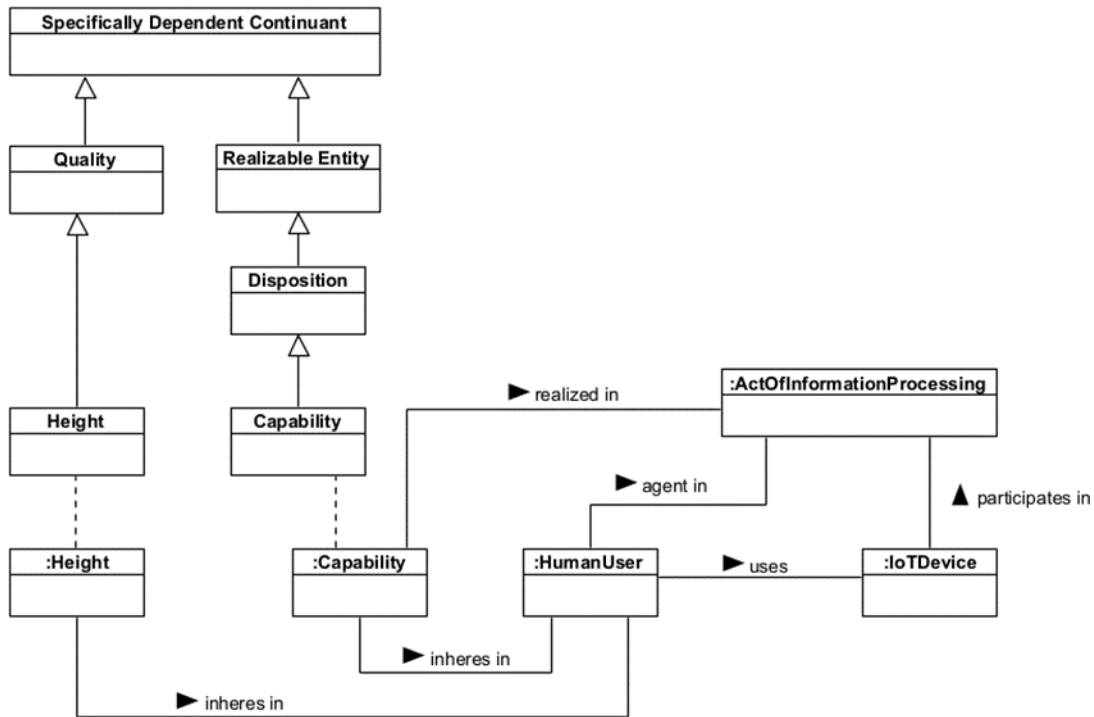 Specifically Dependent Continuant
Quality
Realizable Entity
Disposition
:ActOfInformationProcessing
realized in
Height
Capability
agent in
participates in
:Height
:Capability
:HumanUser
uses
:IoTDevice
inheres in
inheres in